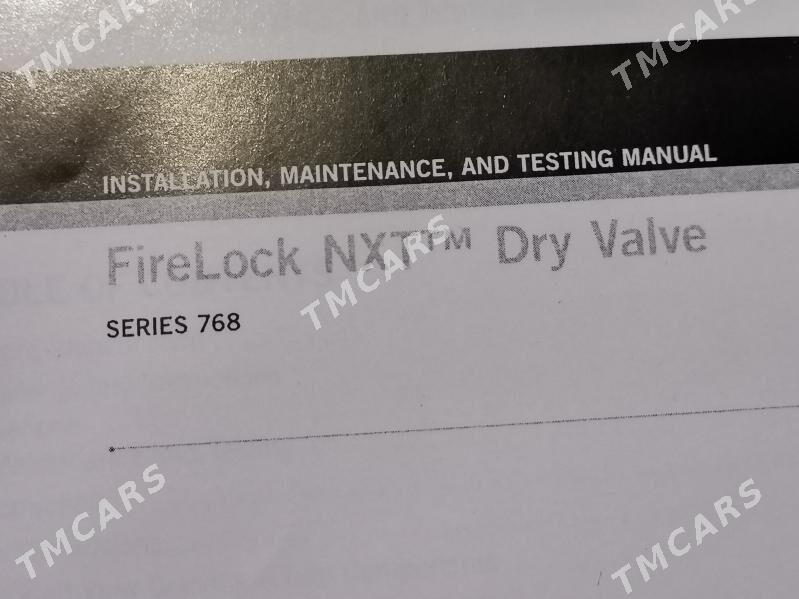 INSTALLATION, MAINTENANCE, AND TESTING MANUAL
FireLock NXT™ Dry Valve
SERIES 768
TMCARS
TMCARS
TMCARS
TMCARS
TMCARS